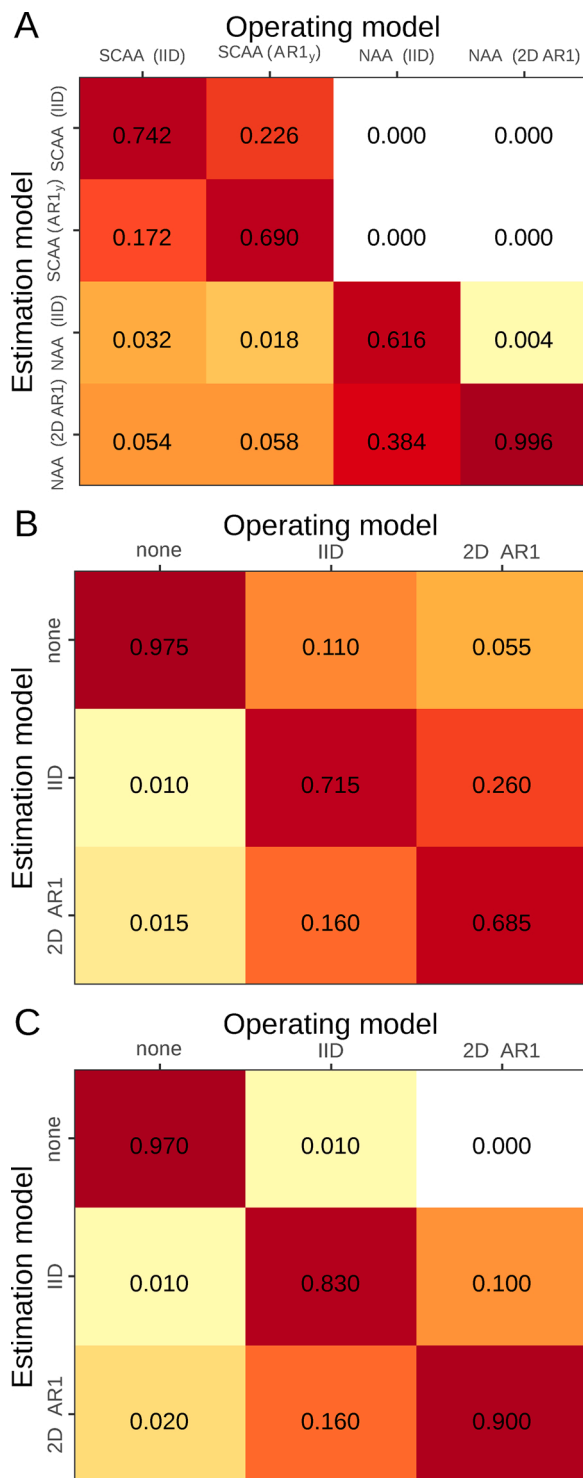 A
Operating model
SCAA (IID) SCAA (AR1y) NAA (IID) NAA (2D AR1)
Estimation model
SCAA (IID) 0.742 0.226 0.000 0.000
SCAA (AR1y) 0.172 0.690 0.000 0.000
NAA (IID) 0.032 0.018 0.616 0.004
NAA (2D AR1) 0.054 0.058 0.384 0.996
B
Operating model
none IID 2D AR1
Estimation model
none 0.975 0.110 0.055
IID 0.010 0.715 0.260
2D AR1 0.015 0.160 0.685
C
Operating model
none IID 2D AR1
Estimation model
none 0.970 0.010 0.000
IID 0.010 0.830 0.100
2D AR1 0.020 0.160 0.900